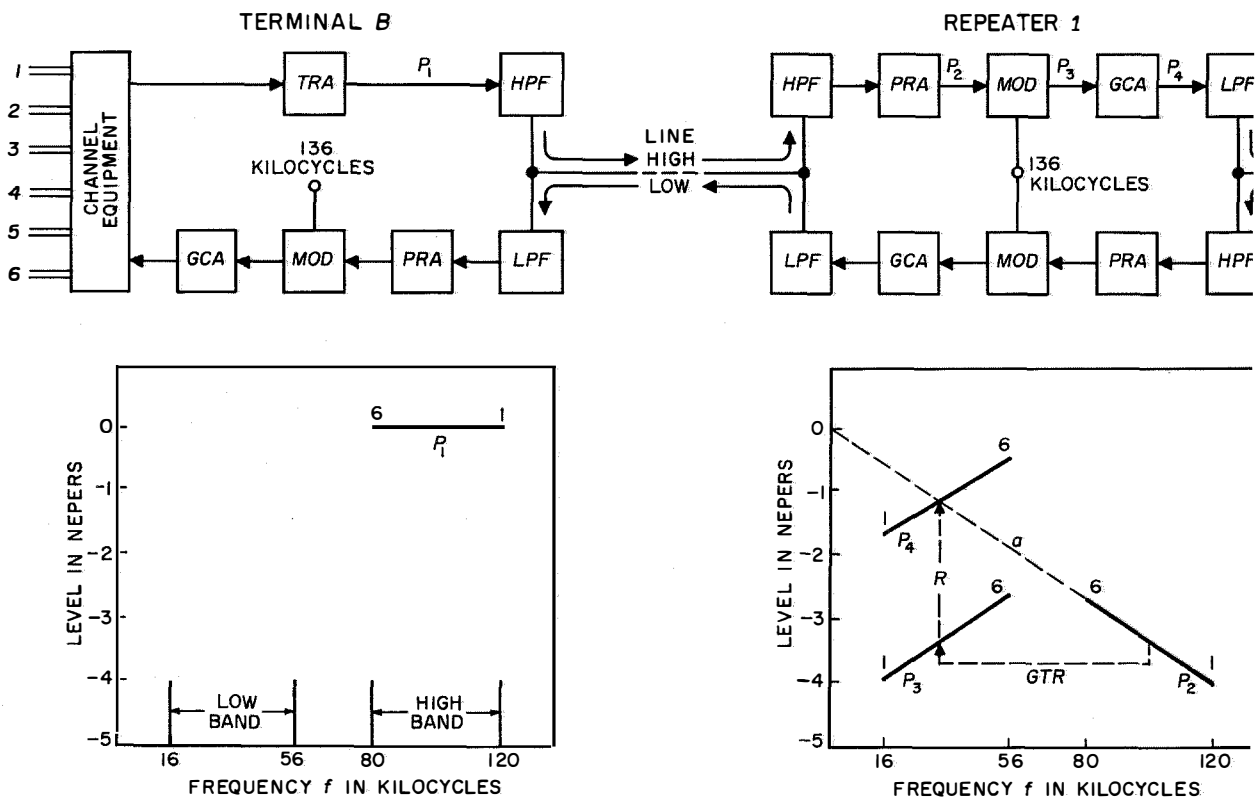 TERMINAL B
1
2
3
4
5
6
CHANNEL
EQUIPMENT
TRA
P1
HPF
136
KILOCYCLES
GCA
MOD
PRA
LPF
LINE
HIGH
LOW
REPEATER 1
HPF
PRA
P2
MOD
P3
GCA
P4
LPF
136
KILOCYCLES
LPF
GCA
MOD
PRA
HPF
LEVEL IN NEPERS
0
-1
-2
-3
-4
-5
6
1
P1
LOW
BAND
HIGH
BAND
16
56
80
120
FREQUENCY f IN KILOCYCLES
LEVEL IN NEPERS
0
-1
-2
-3
-4
-5
6
1
P4
a
R
6
6
1
P3
GTR
1
P2
16
56
80
120
FREQUENCY f IN KILOCYCLES